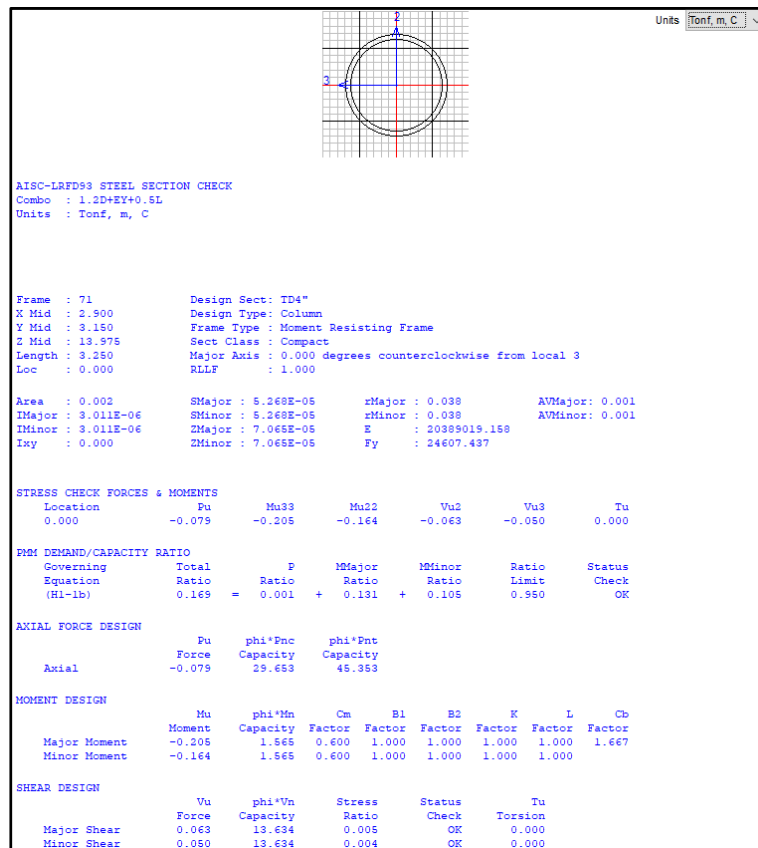 Units Tonf, m, C
2
3
AISC-LRFD93 STEEL SECTION CHECK
Combo : 1.2D+EY+0.5L
Units : Tonf, m, C
Frame : 71 Design Sect: TD4"
X Mid : 2.900 Design Type: Column
Y Mid : 3.150 Frame Type : Moment Resisting Frame
Z Mid : 13.975 Sect Class : Compact
Length : 3.250 Major Axis : 0.000 degrees counterclockwise from local 3
Loc : 0.000 RLLF : 1.000
Area : 0.002 SMajor : 5.268E-05 rMajor : 0.038 AVMajor: 0.001
IMajor : 3.011E-06 SMinor : 5.268E-05 rMinor : 0.038 AVMinor: 0.001
IMinor : 3.011E-06 ZMajor : 7.065E-05 E : 20389019.158
Ixy : 0.000 ZMinor : 7.065E-05 Fy : 24607.437
STRESS CHECK FORCES & MOMENTS
Location Pu Mu33 Mu22 Vu2 Vu3 Tu
0.000 -0.079 -0.205 -0.164 -0.063 -0.050 0.000
PMM DEMAND/CAPACITY RATIO
Governing Total P MMajor MMinor Ratio Status
Equation Ratio Ratio Ratio Ratio Limit Check
(H1-1b) 0.169 = 0.001 + 0.131 + 0.105 0.950 OK
AXIAL FORCE DESIGN
Pu phi*Pnc phi*Pnt
Force Capacity Capacity
Axial -0.079 29.653 45.353
MOMENT DESIGN
Mu phi*Mn Cm B1 B2 K L Cb
Moment Capacity Factor Factor Factor Factor Factor Factor
Major Moment -0.205 1.565 0.600 1.000 1.000 1.000 1.000 1.667
Minor Moment -0.164 1.565 0.600 1.000 1.000 1.000 1.000
SHEAR DESIGN
Vu phi*Vn Stress Status Tu
Force Capacity Ratio Check Torsion
Major Shear 0.063 13.634 0.005 OK 0.000
Minor Shear 0.050 13.634 0.004 OK 0.000